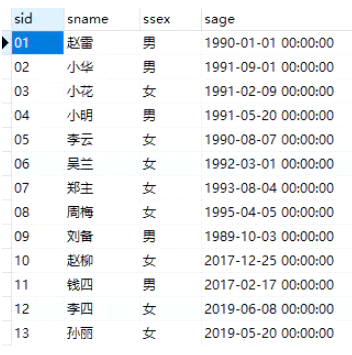 sid sname ssex sage
01 赵雷 男 1990-01-01 00:00:00
02 小华 男 1991-09-01 00:00:00
03 小花 女 1991-02-09 00:00:00
04 小明 男 1991-05-20 00:00:00
05 李云 女 1990-08-07 00:00:00
06 吴兰 女 1992-03-01 00:00:00
07 郑主 女 1993-08-04 00:00:00
08 周梅 女 1995-04-05 00:00:00
09 刘备 男 1989-10-03 00:00:00
10 赵柳 女 2017-12-25 00:00:00
11 钱四 男 2017-02-17 00:00:00
12 李四 女 2019-06-08 00:00:00
13 孙丽 女 2019-05-20 00:00:00